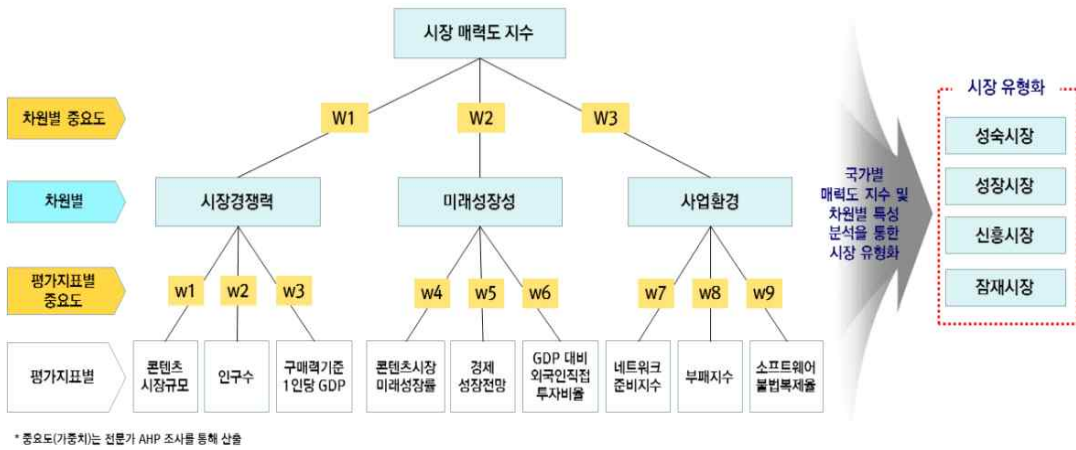 시장 매력도 지수
시장 유형화
차원별 중요도
W1
W2
W3
성숙시장
차원별
시장경쟁력
미래성장성
사업환경
국가별
매력도 지수 및
차원별 특성
분석을 통한
시장 유형화
성장시장
신흥시장
잠재시장
평가지표별
중요도
w1
w2
w3
w4
w5
w6
w7
w8
w9
평가지표별
콘텐츠
시장규모
인구수
구매력기준
1인당 GDP
콘텐츠시장
미래성장률
경제
성장전망
GDP 대비
외국인직접
투자비율
네트워크
준비지수
부패지수
소프트웨어
불법복제율
* 중요도(가중치)는 전문가 AHP 조사를 통해 산출